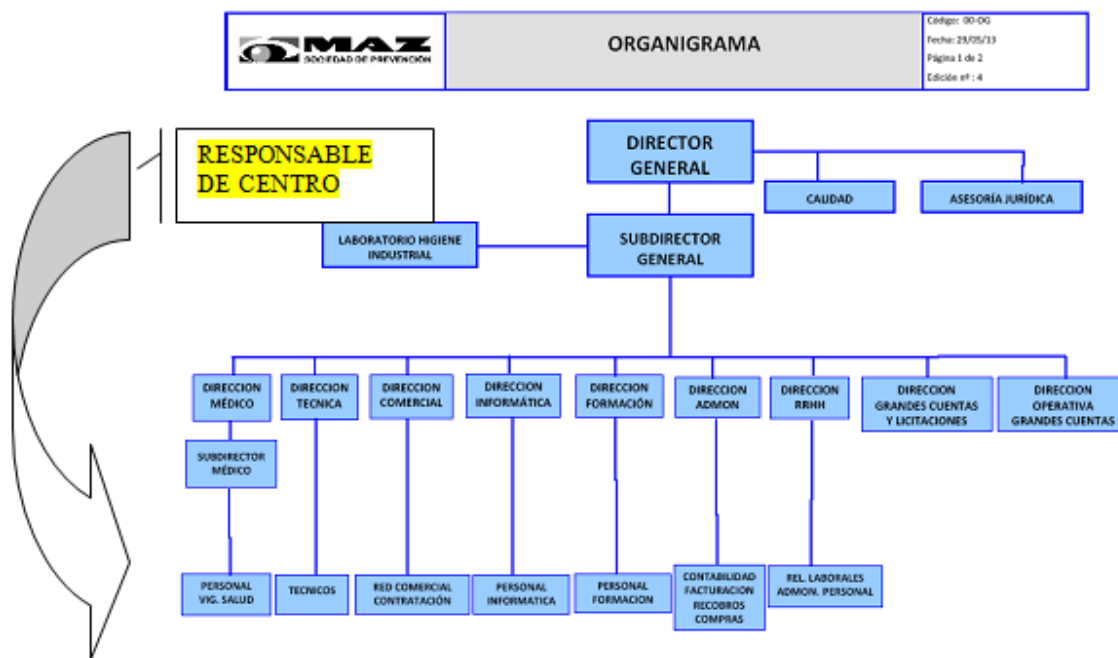 MAZ
SOCIEDAD DE PREVENCIÓN
ORGANIGRAMA
Código: 00-DG
Fecha: 29/05/13
Página 1 de 2
Edición nº : 4
RESPONSABLE
DE CENTRO
DIRECTOR
GENERAL
CALIDAD
ASESORÍA JURÍDICA
LABORATORIO HIGIENE
INDUSTRIAL
SUBDIRECTOR
GENERAL
DIRECCION
MÉDICO
DIRECCION
TECNICA
DIRECCION
COMERCIAL
DIRECCION
INFORMÁTICA
DIRECCION
FORMACIÓN
DIRECCION
ADMON
DIRECCION
RRHH
DIRECCION
GRANDES CUENTAS
Y LICITACIONES
DIRECCION
OPERATIVA
GRANDES CUENTAS
SUBDIRECTOR
MÉDICO
PERSONAL
VIG. SALUD
TECNICOS
RED COMERCIAL
CONTRATACIÓN
PERSONAL
INFORMATICA
PERSONAL
FORMACION
CONTABILIDAD
FACTURACION
RECOBROS
COMPRAS
REL. LABORALES
ADMON. PERSONAL